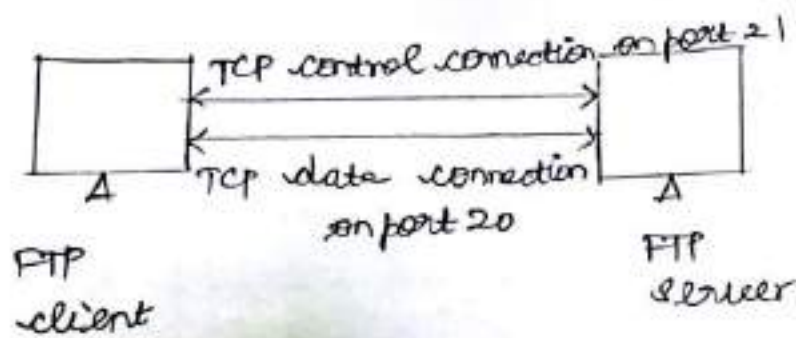 TCP control connection on port 21
TCP data connection
on port 20
FTP
client
FTP
server